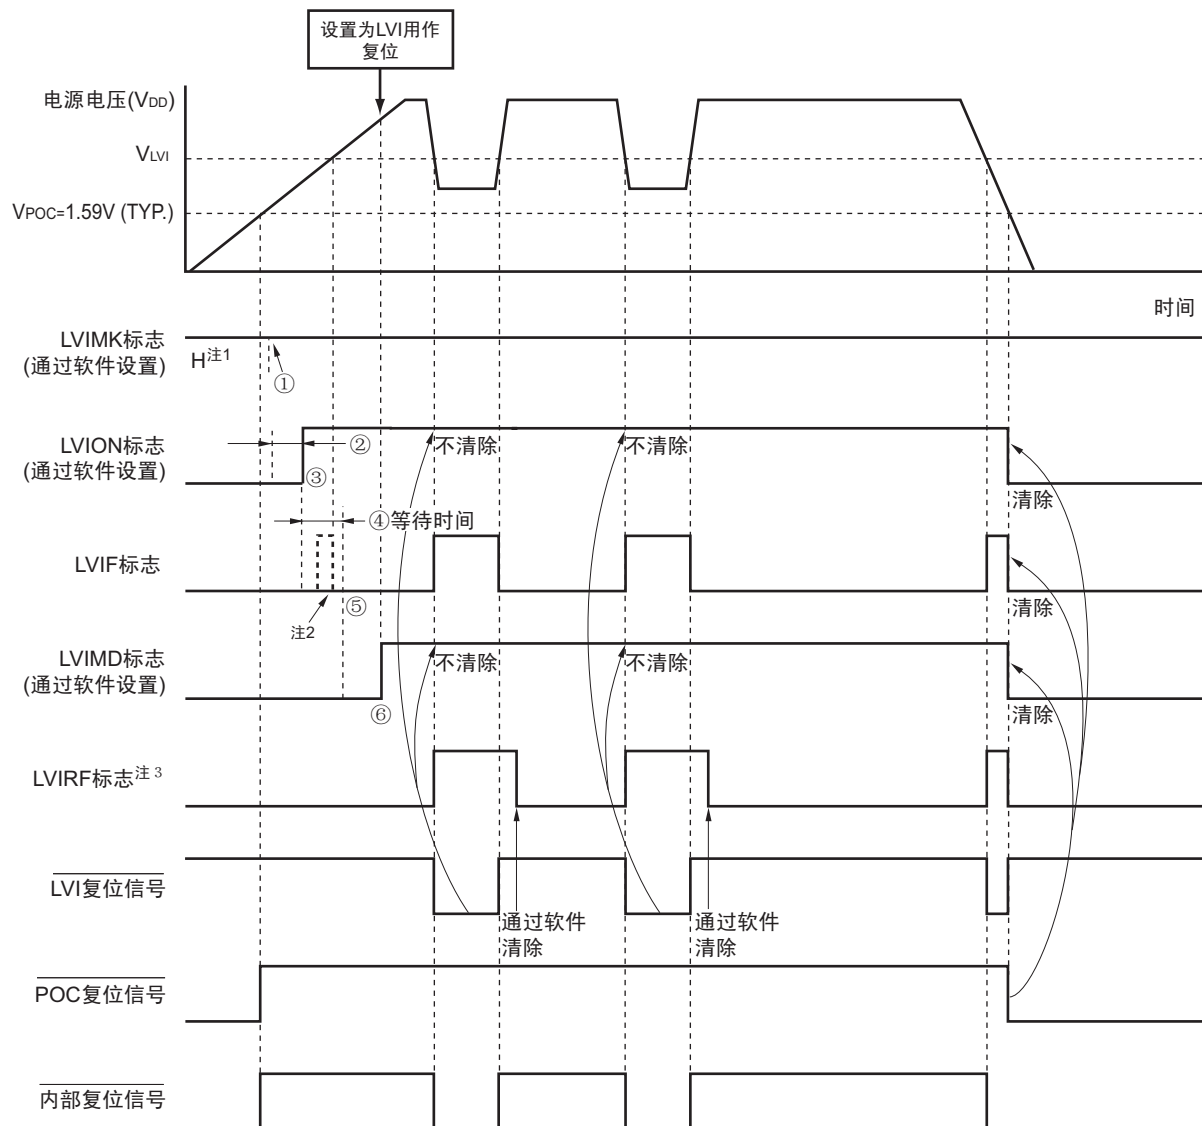 设置为LVI用作
复位
电源电压(VDD)
VLVI
VPOC=1.59V (TYP.)
时间
LVIMK标志
(通过软件设置)
H注1
①
LVION标志
(通过软件设置)
②
不清除
不清除
③
清除
④等待时间
LVIF标志
⑤
清除
注2
LVIMD标志
(通过软件设置)
不清除
不清除
⑥
清除
LVIRF标志注3
LVI复位信号
通过软件
清除
通过软件
清除
POC复位信号
内部复位信号